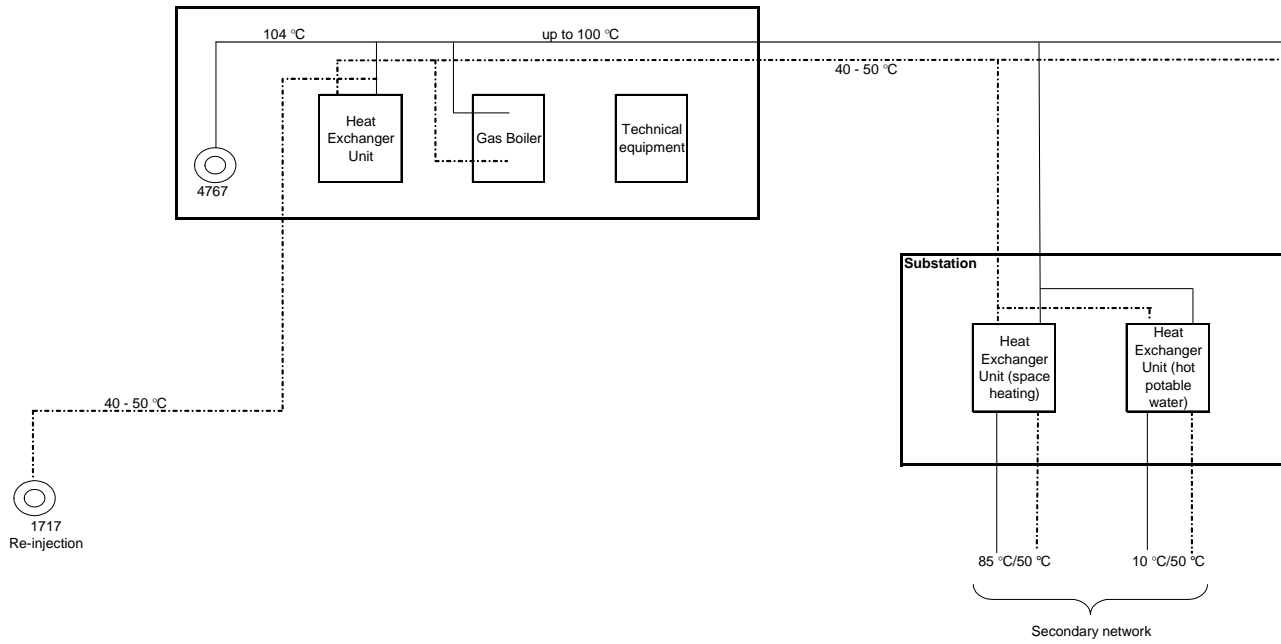 104 °C
up to 100 °C
40 - 50 °C
Heat
Exchanger
Unit
Gas Boiler
Technical
equipment
4767
Substation
Heat
Exchanger
Unit (space
heating)
Heat
Exchanger
Unit (hot
potable
water)
40 - 50 °C
1717
Re-injection
85 °C/50 °C
10 °C/50 °C
Secondary network